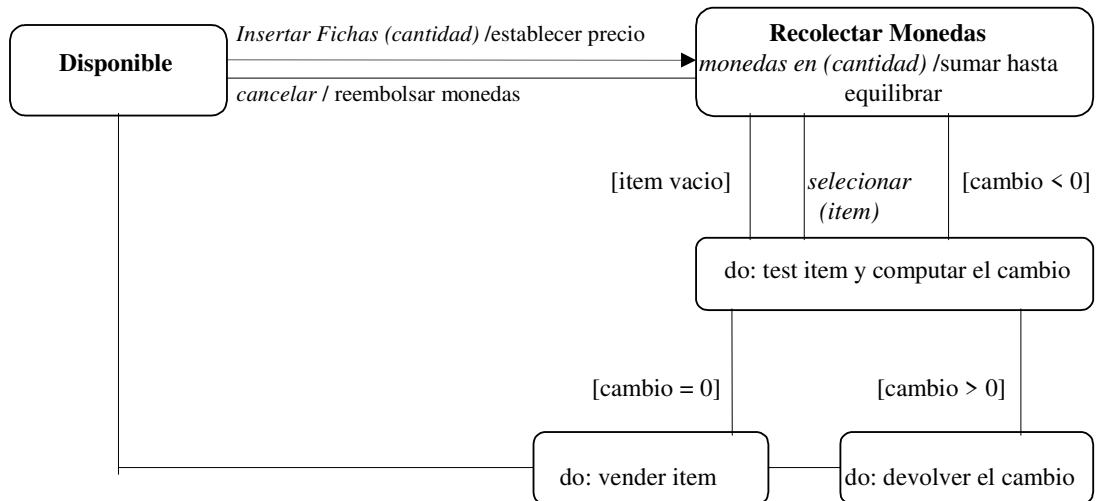 Disponible
Insertar Fichas (cantidad) /establecer precio
cancelar / reembolsar monedas
Recolectar Monedas
monedas en (cantidad) /sumar hasta
equilibrar
[item vacio]
selecionar
(item)
[cambio < 0]
do: test item y computar el cambio
[cambio = 0]
[cambio > 0]
do: vender item
do: devolver el cambio